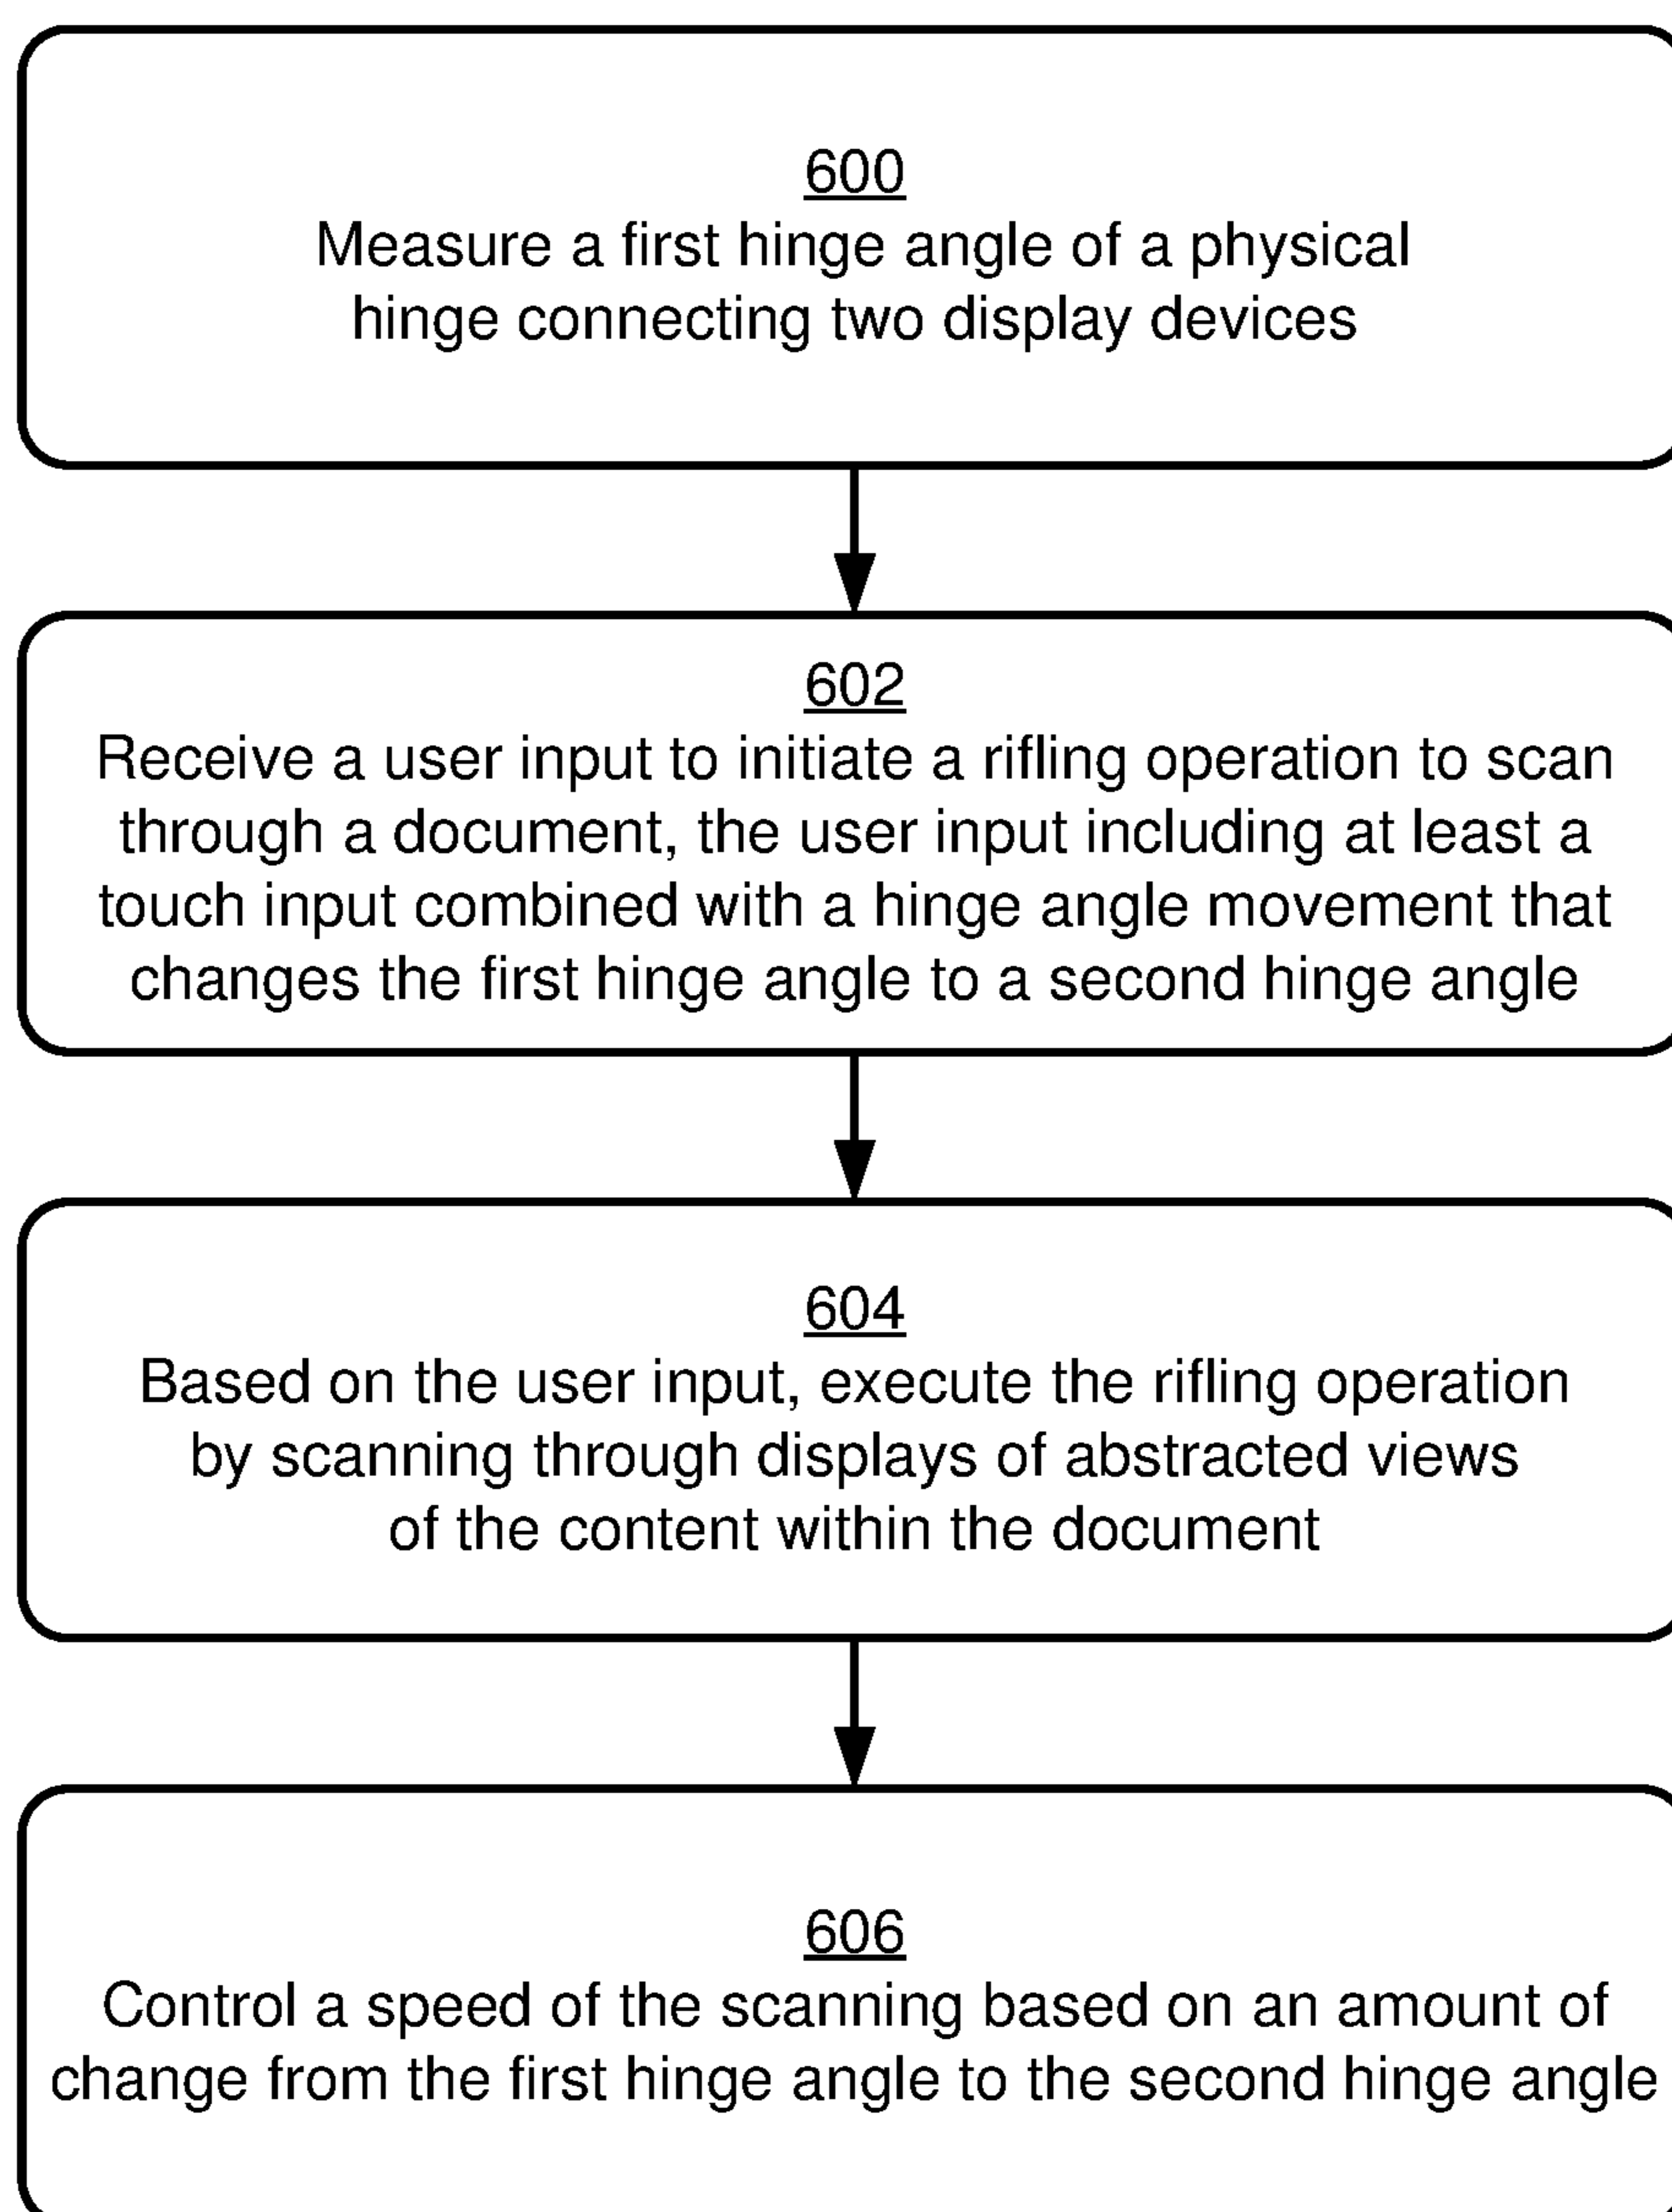 600
Measure a first hinge angle of a physical
hinge connecting two display devices
602
Receive a user input to initiate a rifling operation to scan
through a document, the user input including at least a
touch input combined with a hinge angle movement that
changes the first hinge angle to a second hinge angle
604
Based on the user input, execute the rifling operation
by scanning through displays of abstracted views
of the content within the document
606
Control a speed of the scanning based on an amount of
change from the first hinge angle to the second hinge angle